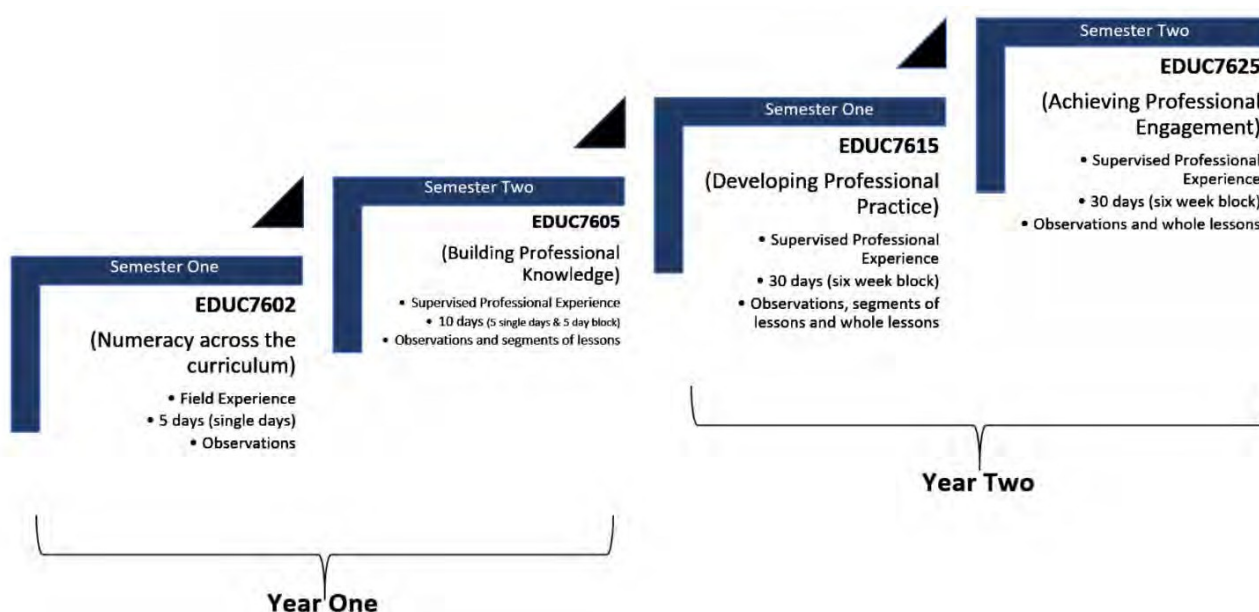 Semester One
EDUC7602
(Numeracy across the
curriculum)
• Field Experience
• 5 days (single days)
• Observations
Semester Two
EDUC7605
(Building Professional
Knowledge)
• Supervised Professional Experience
• 10 days (5 single days & 5 day block)
• Observations and segments of lessons
Year One
Semester One
EDUC7615
(Developing Professional
Practice)
• Supervised Professional
Experience
• 30 days (six week block)
• Observations, segments of
lessons and whole lessons
Semester Two
EDUC7625
(Achieving Professional
Engagement)
• Supervised Professional
Experience
• 30 days (six week block)
• Observations and whole lessons
Year Two